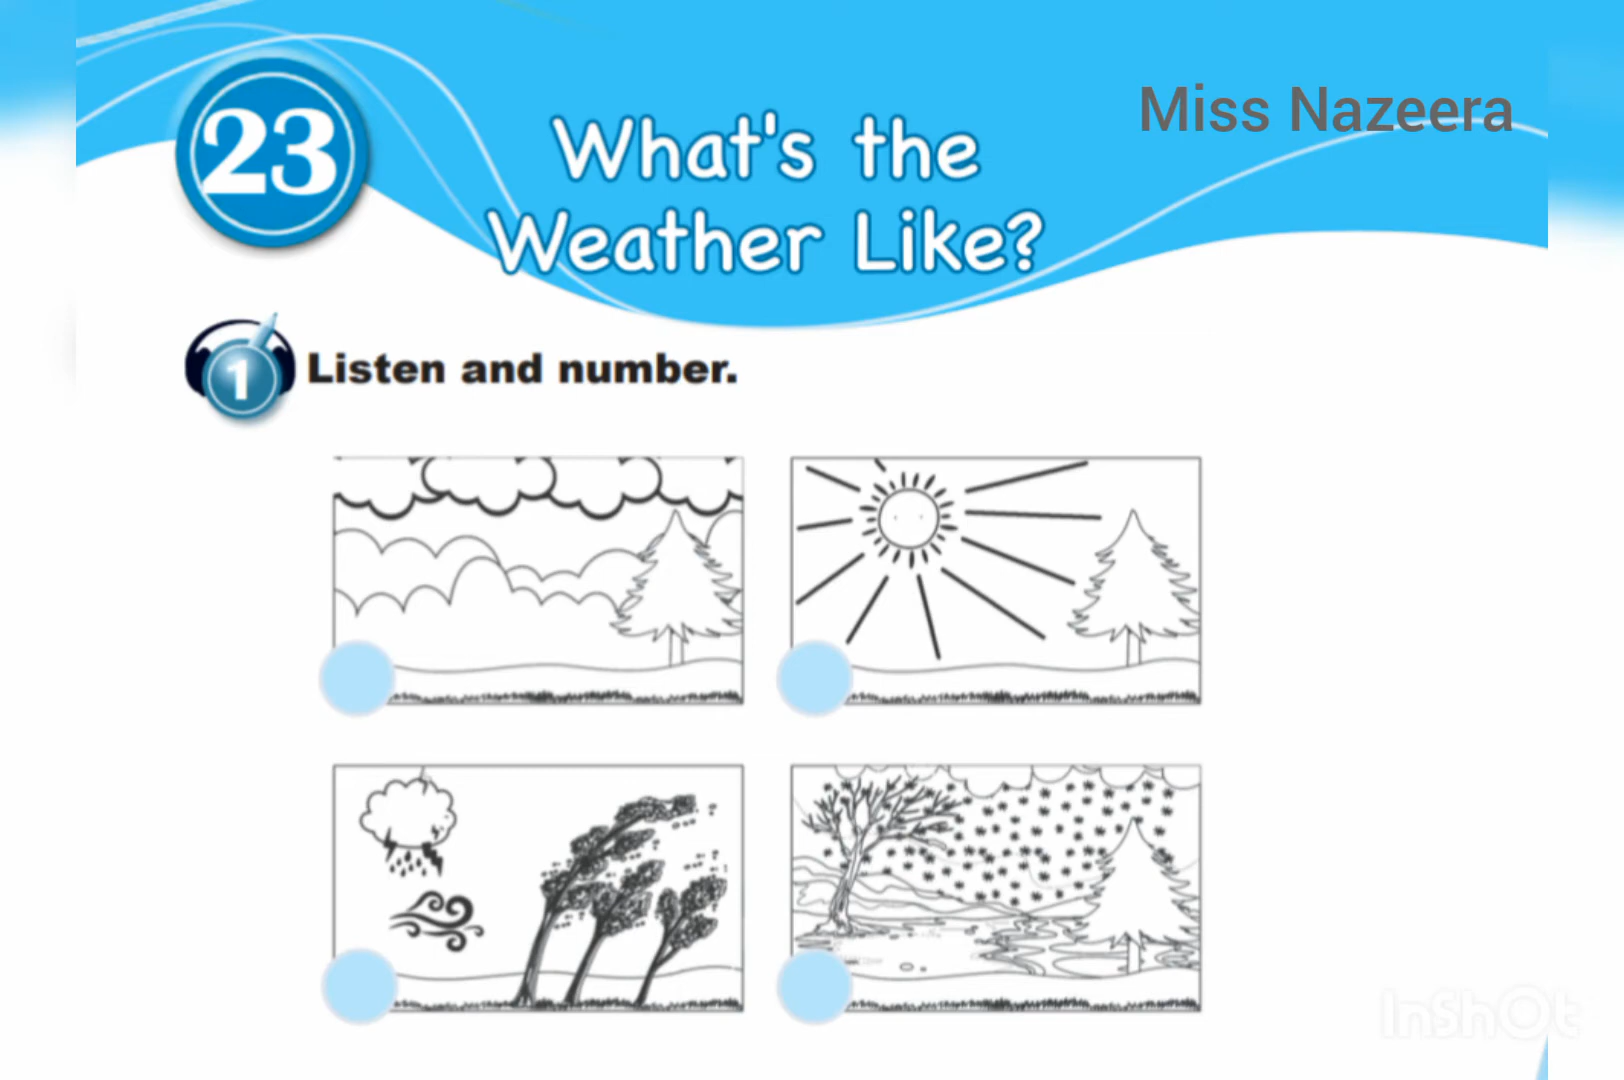 23
What's the
Weather Like?
Miss Nazeera
1 Listen and number.
InShOt